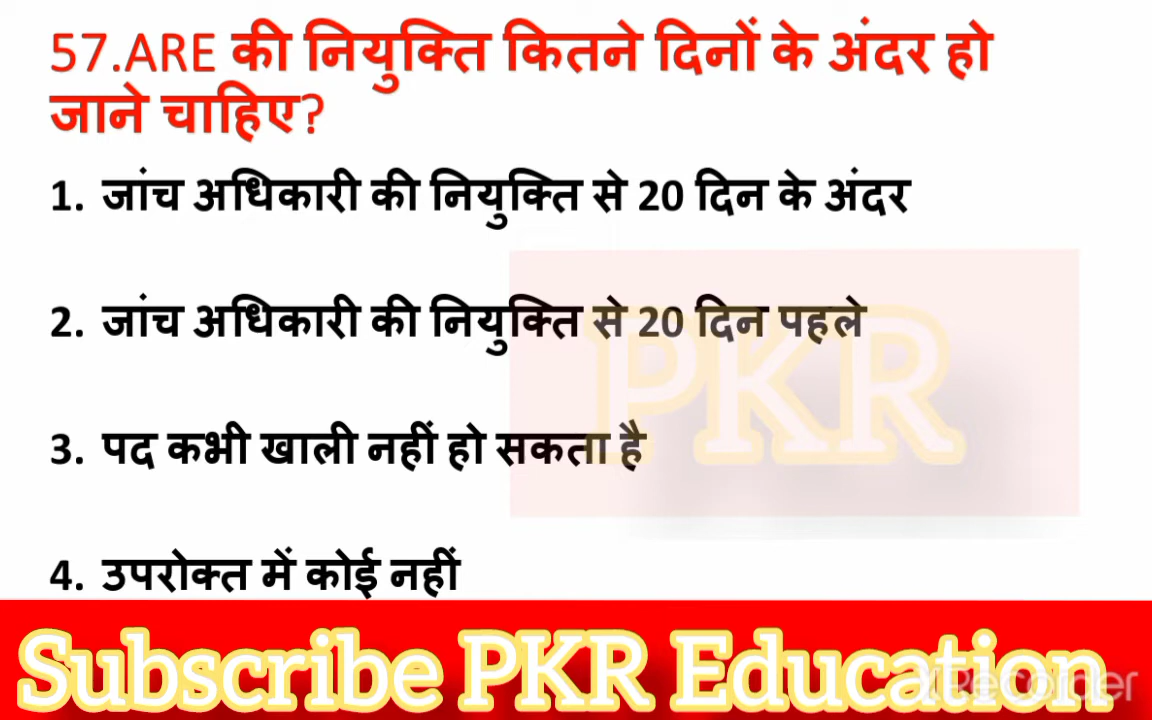 57.ARE की नियुक्ति कितने दिनों के अंदर हो
जाने चाहिए?
1. जांच अधिकारी की नियुक्ति से 20 दिन के अंदर
2. जांच अधिकारी की नियुक्ति से 20 दिन पहले
PKR
3. पद कभी खाली नहीं हो सकता है
4. उपरोक्त में कोई नहीं
Subscribe PKR Education
XRecorder